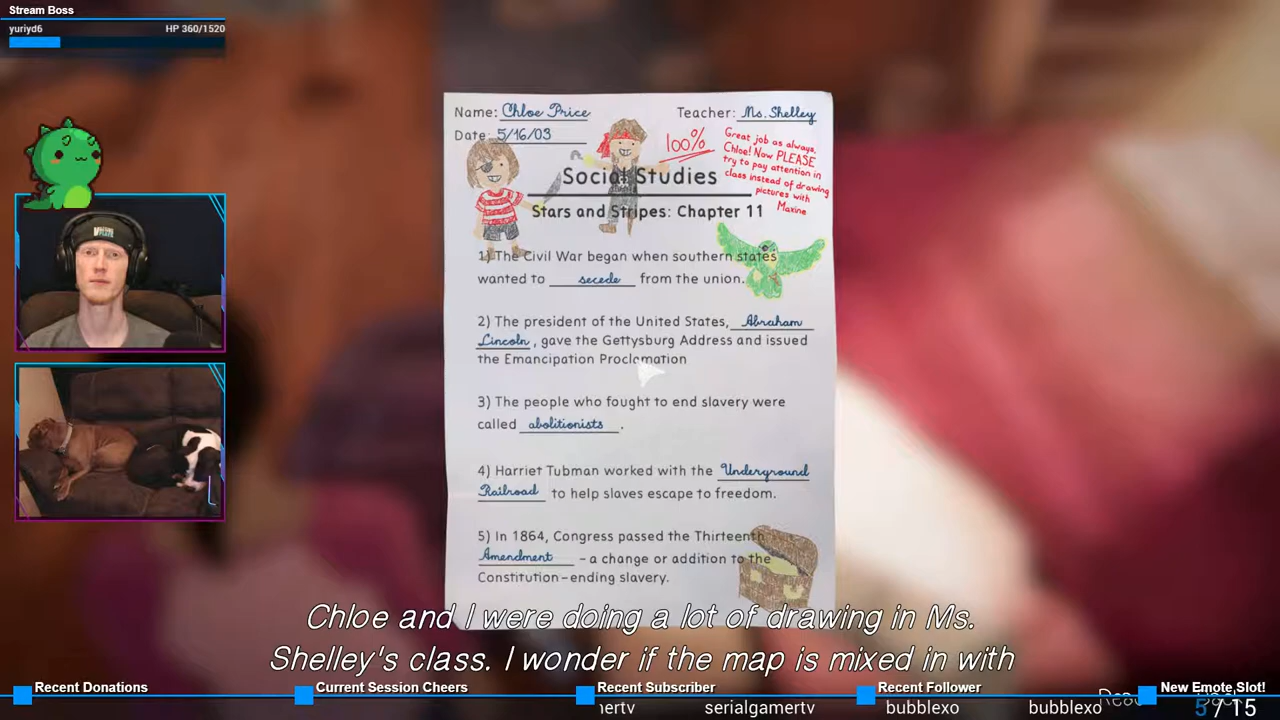 Stream Boss
yuriyd6 HP 360/1520
Name: Chloe Price Teacher: Ms. Shelley
Date: 5/16/03
100%
Great job as always,
Chloe! Now PLEASE
try to pay attention in
class instead of drawing
pictures with
Maxine
Social Studies
Stars and Stripes: Chapter 11
1) The Civil War began when southern states
wanted to secede from the union.
2) The president of the United States, Abraham
Lincoln, gave the Gettysburg Address and issued
the Emancipation Proclamation
3) The people who fought to end slavery were
called abolitionists.
4) Harriet Tubman worked with the Underground
Railroad to help slaves escape to freedom.
5) In 1864, Congress passed the Thirteenth
Amendment - a change or addition to the
Constitution - ending slavery.
Chloe and I were doing a lot of drawing in Ms.
Shelley's class. I wonder if the map is mixed in with
Recent Donations Current Session Cheers Recent Subscriber Recent Follower New Emote Slot!
nertv serialgamertv bubblexo bubblexo 5 / 15